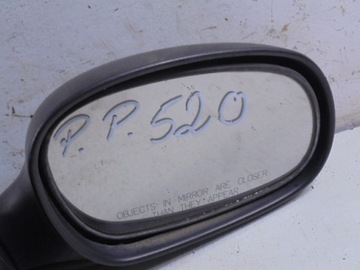 P. P. 520
OBJECTS IN MIRROR ARE CLOSER
THAN THEY APPEAR